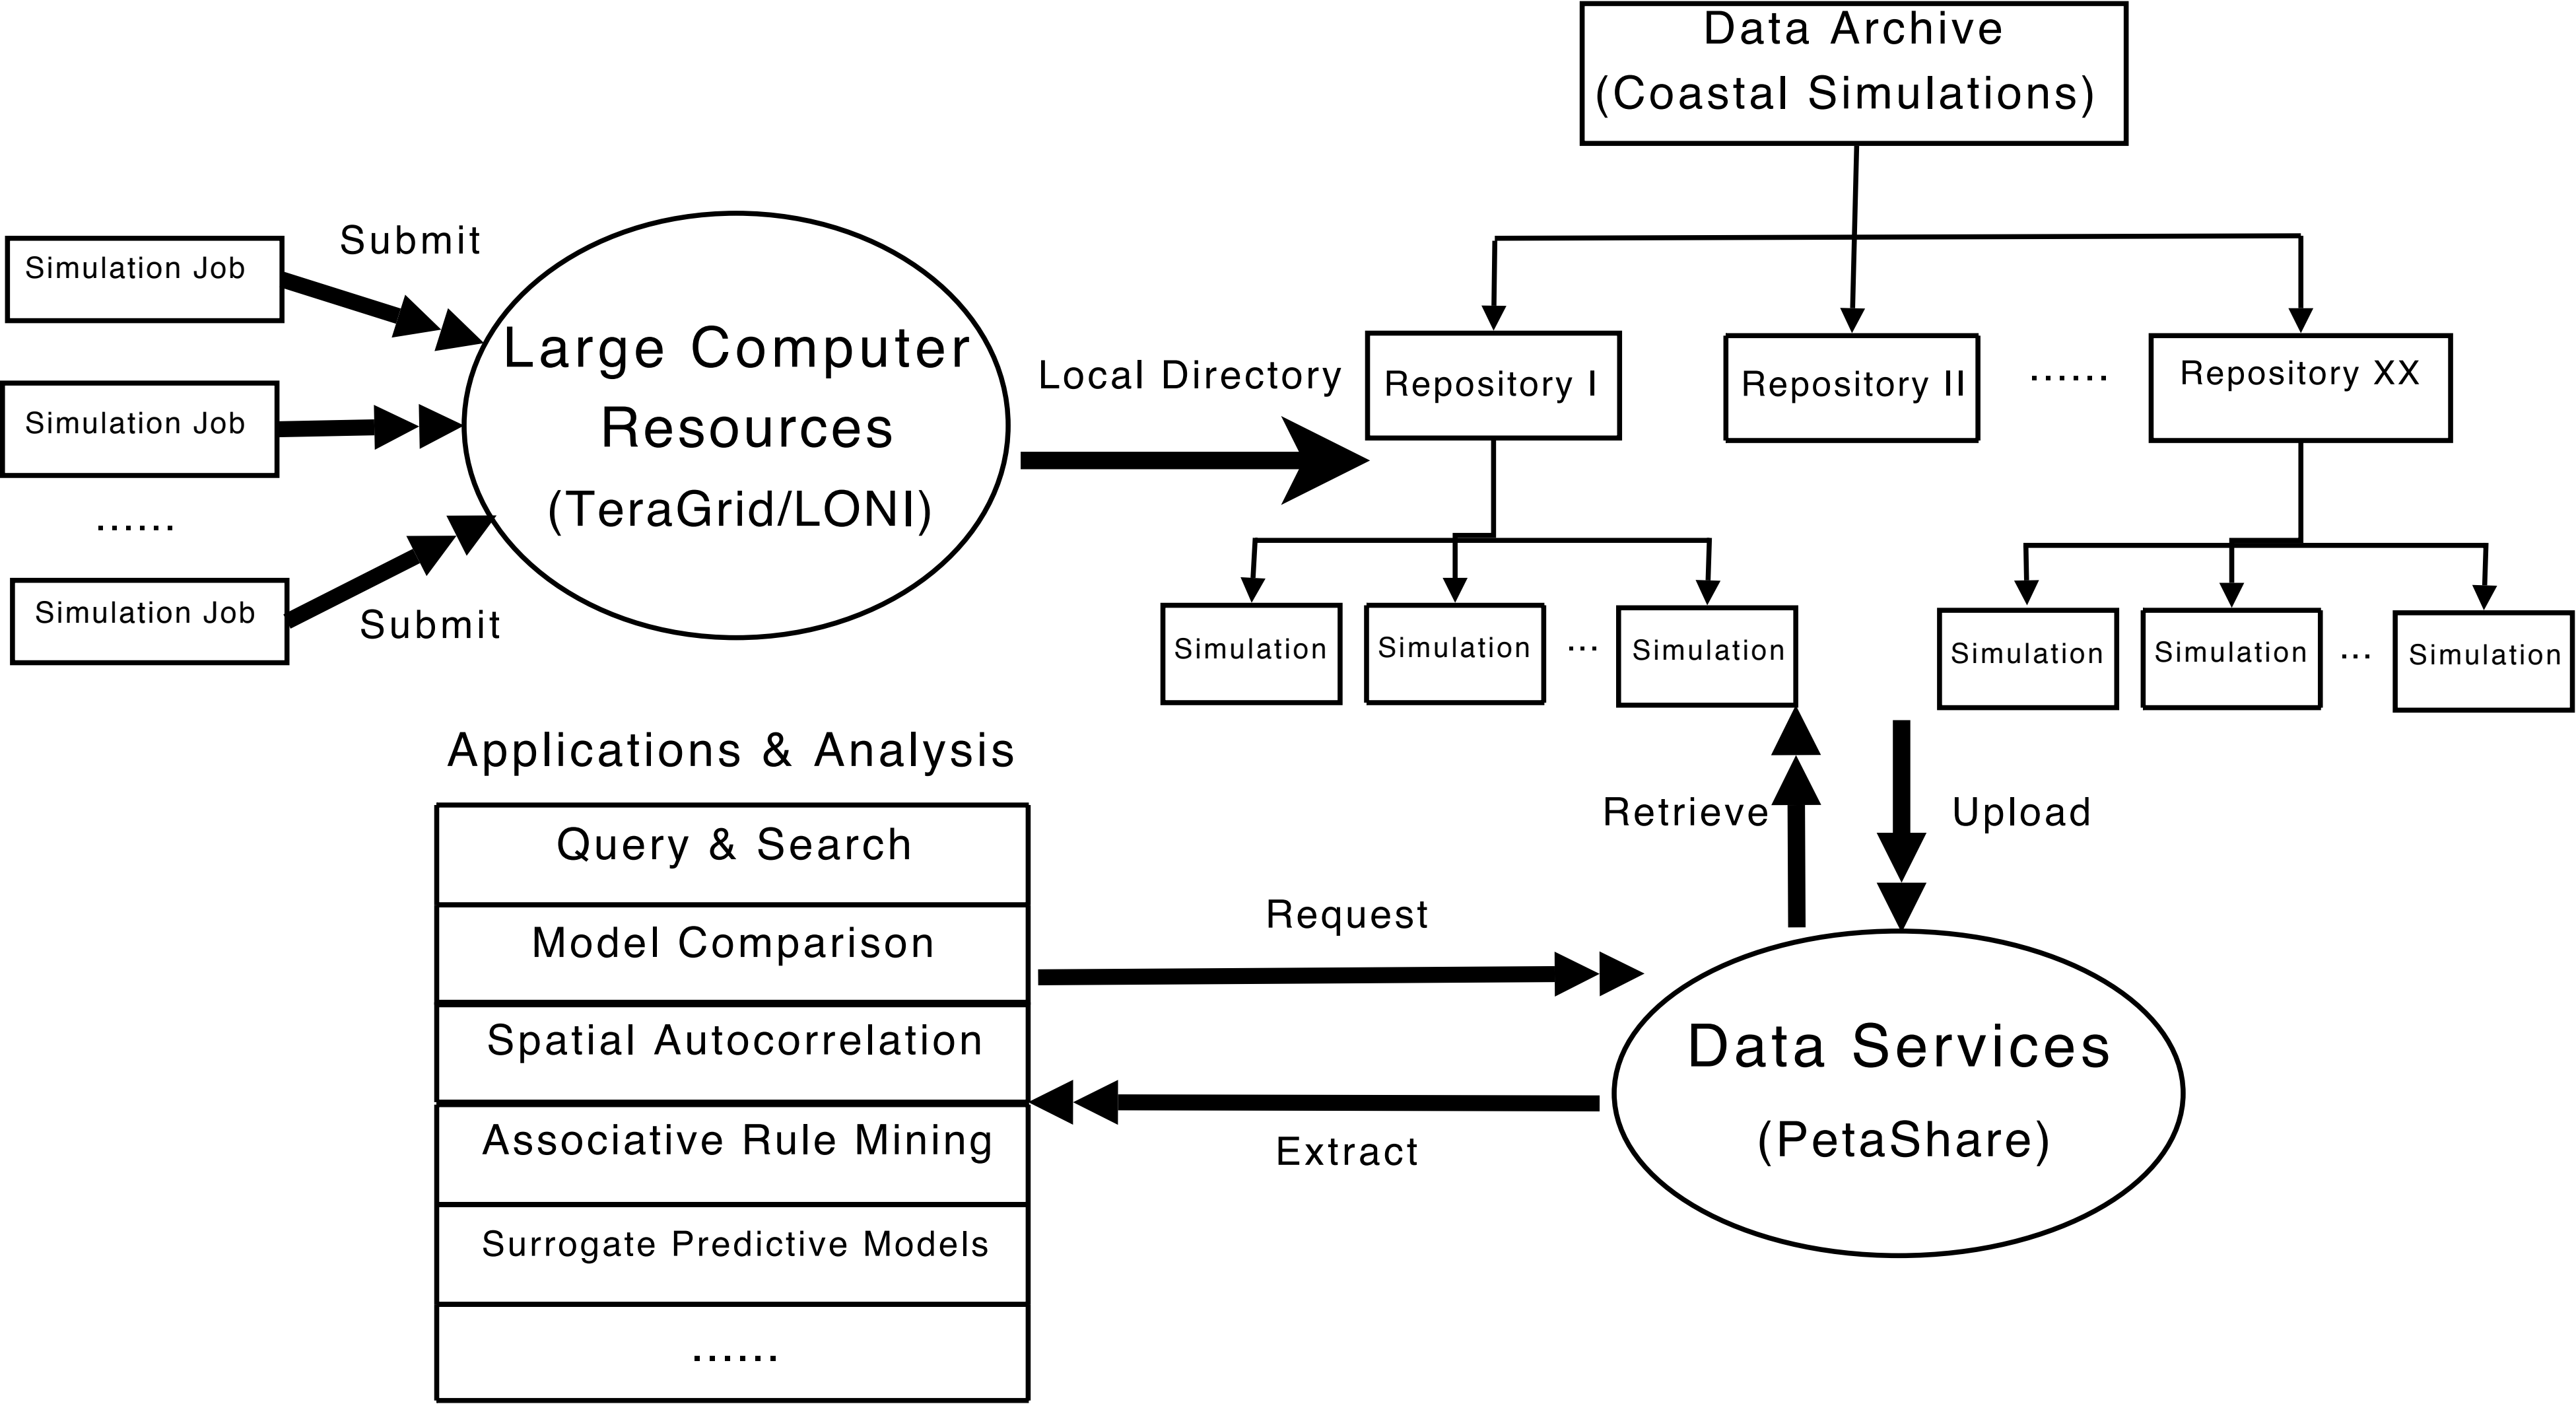 Data Archive
(Coastal Simulations)
Submit
Simulation Job
Large Computer
Resources
(TeraGrid/LONI)
Simulation Job
......
Simulation Job
Submit
Local Directory
Repository I
Repository II
......
Repository XX
Simulation
Simulation
...
Simulation
Simulation
Simulation
...
Simulation
Applications & Analysis
Query & Search
Model Comparison
Spatial Autocorrelation
Associative Rule Mining
Surrogate Predictive Models
......
Retrieve
Upload
Request
Extract
Data Services
(PetaShare)